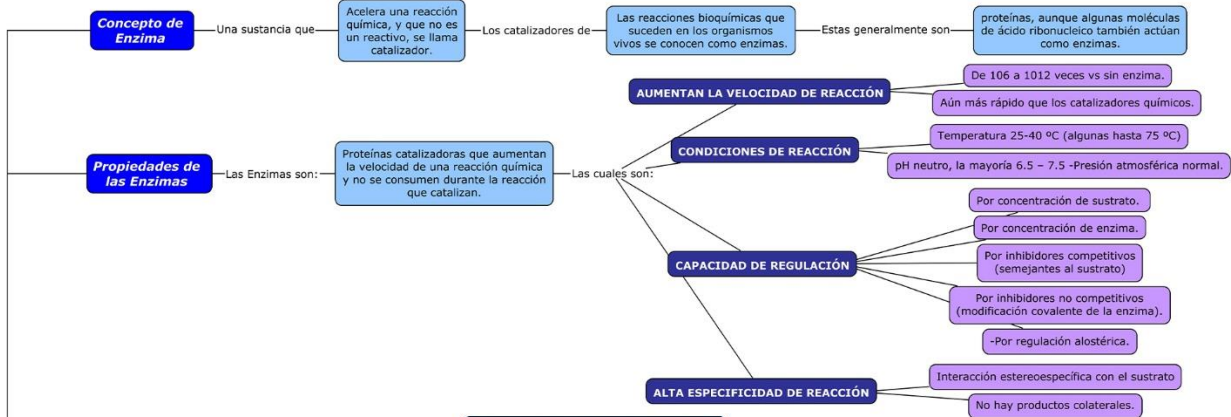 Concepto de
Enzima
Una sustancia que
Acelera una reacción
química, y que no es
un reactivo, se llama
catalizador.
Los catalizadores de
Las reacciones bioquímicas que
suceden en los organismos
vivos se conocen como enzimas.
Estas generalmente son
proteínas, aunque algunas moléculas
de ácido ribonucleico también actúan
como enzimas.
Propiedades de
las Enzimas
Las Enzimas son:
Proteínas catalizadoras que aumentan
la velocidad de una reacción química
y no se consumen durante la reacción
que catalizan.
Las cuales son:
AUMENTAN LA VELOCIDAD DE REACCIÓN
De 106 a 1012 veces vs sin enzima.
Aún más rápido que los catalizadores químicos.
CONDICIONES DE REACCIÓN
Temperatura 25-40 ºC (algunas hasta 75 ºC)
pH neutro, la mayoría 6.5 – 7.5 -Presión atmosférica normal.
CAPACIDAD DE REGULACIÓN
Por concentración de sustrato.
Por concentración de enzima.
Por inhibidores competitivos
(semejantes al sustrato)
Por inhibidores no competitivos
(modificación covalente de la enzima).
-Por regulación alostérica.
ALTA ESPECIFICIDAD DE REACCIÓN
Interacción estereoespecífica con el sustrato
No hay productos colaterales.